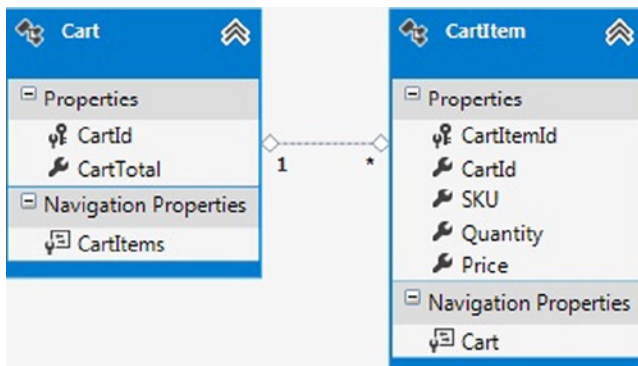 Cart
Properties
CartId
CartTotal
Navigation Properties
CartItems
1
*
CartItem
Properties
CartItemId
CartId
SKU
Quantity
Price
Navigation Properties
Cart